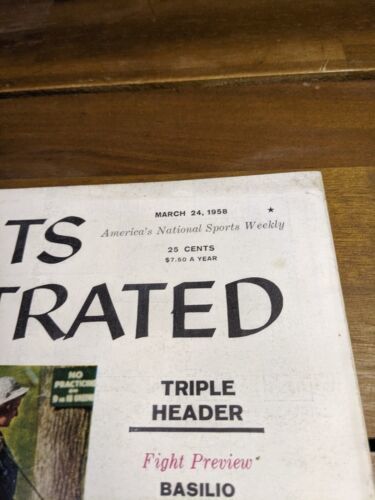 MARCH 24, 1958 ★
America's National Sports Weekly
TS
25 CENTS
$7.50 A YEAR
TRATED
NO
PRACTICING
TRIPLE
HEADER
Fight Preview
BASILIO